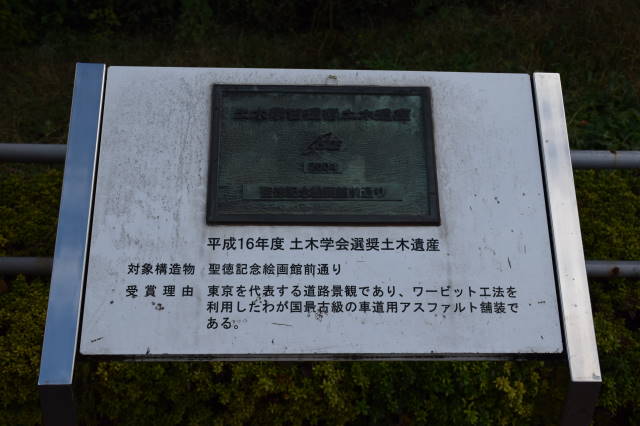 土木学会選奨土木遺産
2004
聖徳記念絵画館前通り
平成16年度 土木学会選奨土木遺産
対象構造物 聖徳記念絵画館前通り
受賞理由 東京を代表する道路景観であり、ワービット工法を
利用したわが国最古級の車道用アスファルト舗装で
ある。